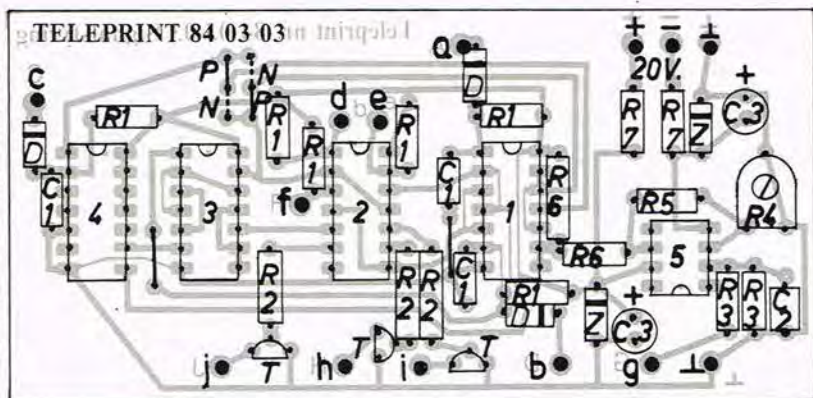 TELEPRINT 84 03 03
a + − ⊥
P N 20V. +
c N P D
d e
R1 R1 R1 R1 R1 R7 R7 Z C3
D
C1 C1 R6 R5 R4
4 3 f 2 1 R6 5
R2 R2 R2 C1 R1 Z + R3 R3 C2
D C3
T T T
j h i b g ⊥